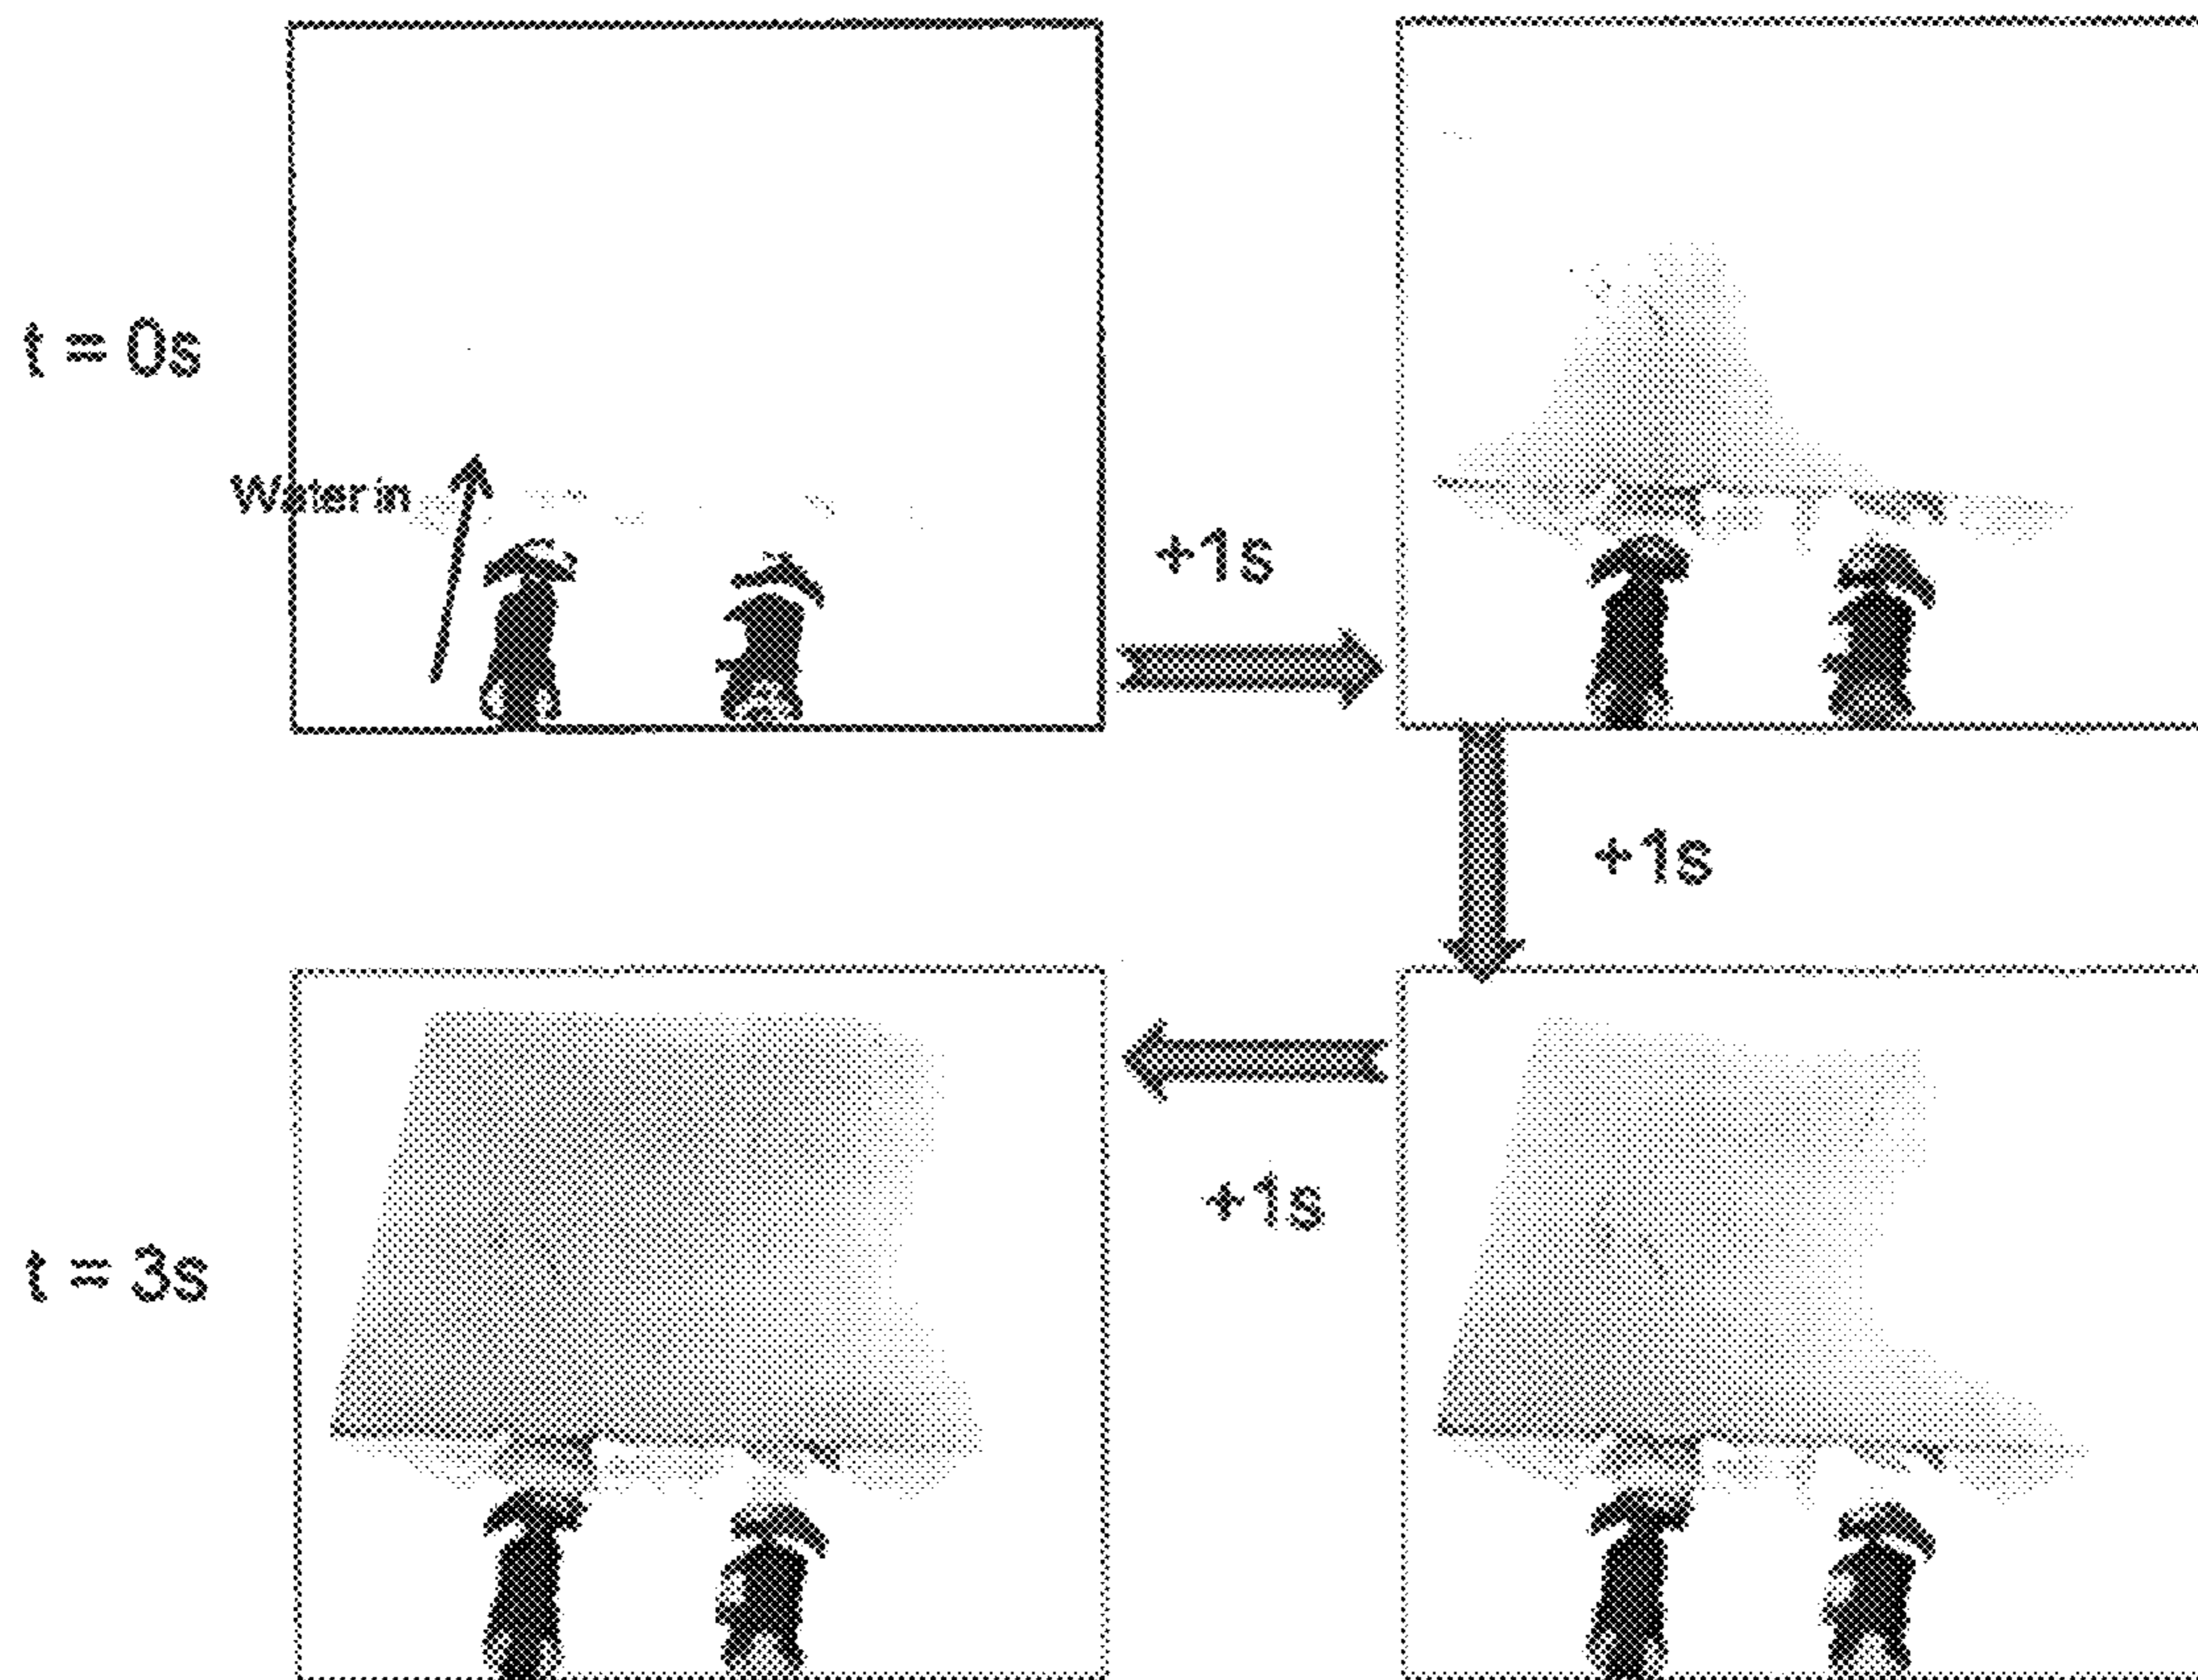 t = 0s
Water in
+1s
+1s
+1s
t = 3s